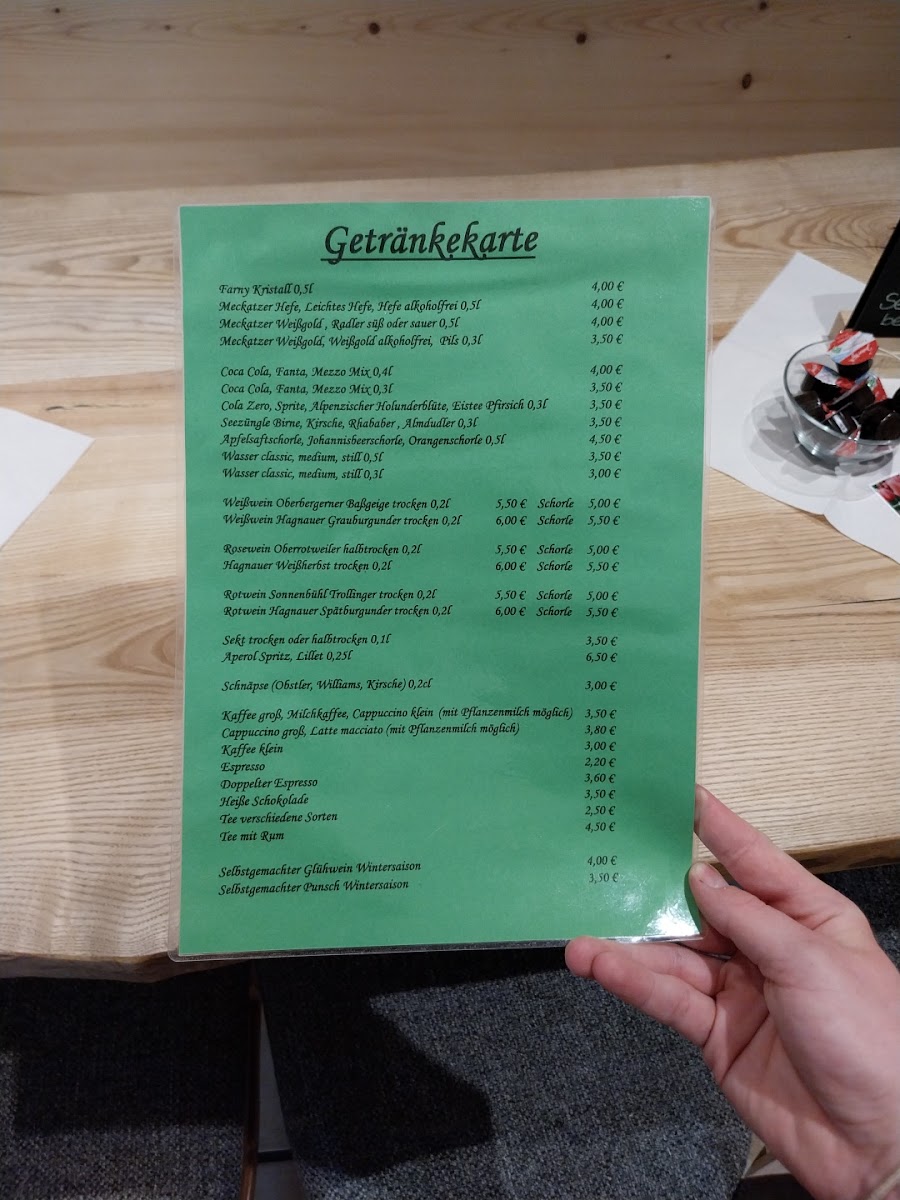 Getränkekarte
Farny Kristall 0,5l 4,00 €
Meckatzer Hefe, Leichtes Hefe, Hefe alkoholfrei 0,5l 4,00 €
Meckatzer Weißgold , Radler süß oder sauer 0,5l 4,00 €
Meckatzer Weißgold, Weißgold alkoholfrei, Pils 0,3l 3,50 €
Coca Cola, Fanta, Mezzo Mix 0,4l 4,00 €
Coca Cola, Fanta, Mezzo Mix 0,3l 3,50 €
Cola Zero, Sprite, Alpenzischer Holunderblüte, Eistee Pfirsich 0,3l 3,50 €
Seezüngle Birne, Kirsche, Rhababer , Almdudler 0,3l 3,50 €
Apfelsaftschorle, Johannisbeerschorle, Orangenschorle 0,5l 4,50 €
Wasser classic, medium, still 0,5l 3,50 €
Wasser classic, medium, still 0,3l 3,00 €
Weißwein Oberbergerner Baßgeige trocken 0,2l 5,50 € Schorle 5,00 €
Weißwein Hagnauer Grauburgunder trocken 0,2l 6,00 € Schorle 5,50 €
Rosewein Oberrotweiler halbtrocken 0,2l 5,50 € Schorle 5,00 €
Hagnauer Weißherbst trocken 0,2l 6,00 € Schorle 5,50 €
Rotwein Sonnenbühl Trollinger trocken 0,2l 5,50 € Schorle 5,00 €
Rotwein Hagnauer Spätburgunder trocken 0,2l 6,00 € Schorle 5,50 €
Sekt trocken oder halbtrocken 0,1l 3,50 €
Aperol Spritz, Lillet 0,25l 6,50 €
Schnäpse (Obstler, Williams, Kirsche) 0,2cl 3,00 €
Kaffee groß, Milchkaffee, Cappuccino klein (mit Pflanzenmilch möglich) 3,50 €
Cappuccino groß, Latte macciato (mit Pflanzenmilch möglich) 3,80 €
Kaffee klein 3,00 €
Espresso 2,20 €
Doppelter Espresso 3,60 €
Heiße Schokolade 3,50 €
Tee verschiedene Sorten 2,50 €
Tee mit Rum 4,50 €
Selbstgemachter Glühwein Wintersaison 4,00 €
Selbstgemachter Punsch Wintersaison 3,50 €